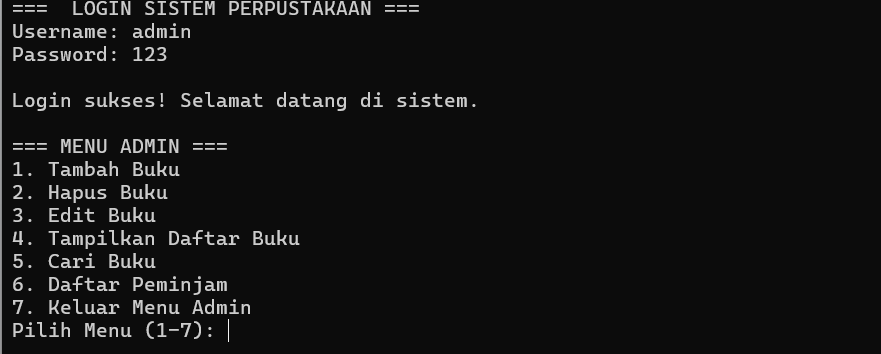 ===  LOGIN SISTEM PERPUSTAKAAN ===
Username: admin
Password: 123
Login sukses! Selamat datang di sistem.
=== MENU ADMIN ===
1. Tambah Buku
2. Hapus Buku
3. Edit Buku
4. Tampilkan Daftar Buku
5. Cari Buku
6. Daftar Peminjam
7. Keluar Menu Admin
Pilih Menu (1-7):